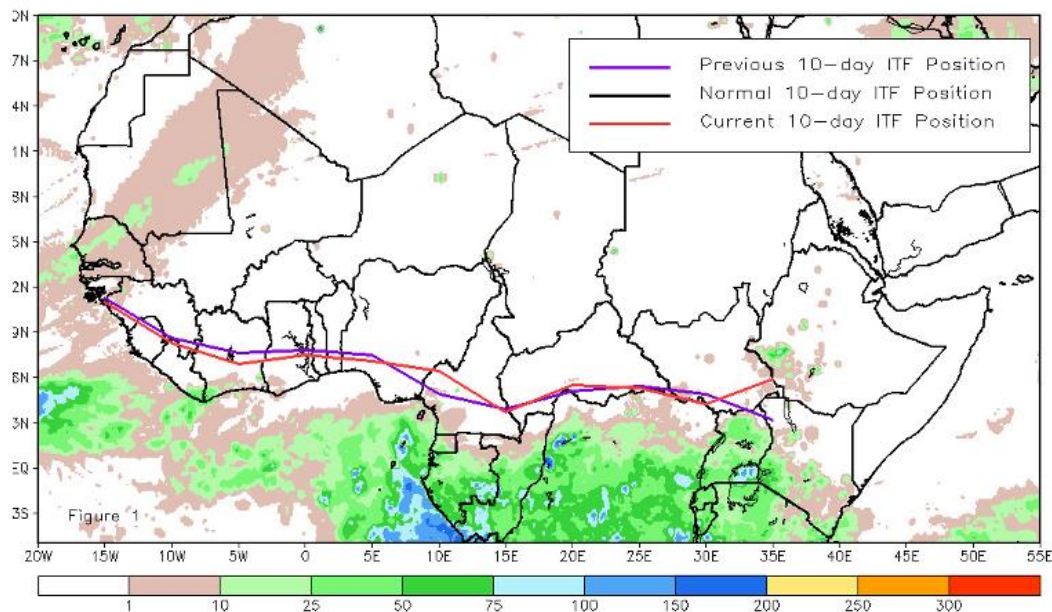 0N
7N
4N
1N
8N
5N
2N
9N
6N
3N
EQ
3S
Previous 10-day ITF Position
Normal 10-day ITF Position
Current 10-day ITF Position
Figure 1
20W 15W 10W 5W 0 5E 10E 15E 20E 25E 30E 35E 40E 45E 50E 55E
1 10 25 50 75 100 150 200 250 300